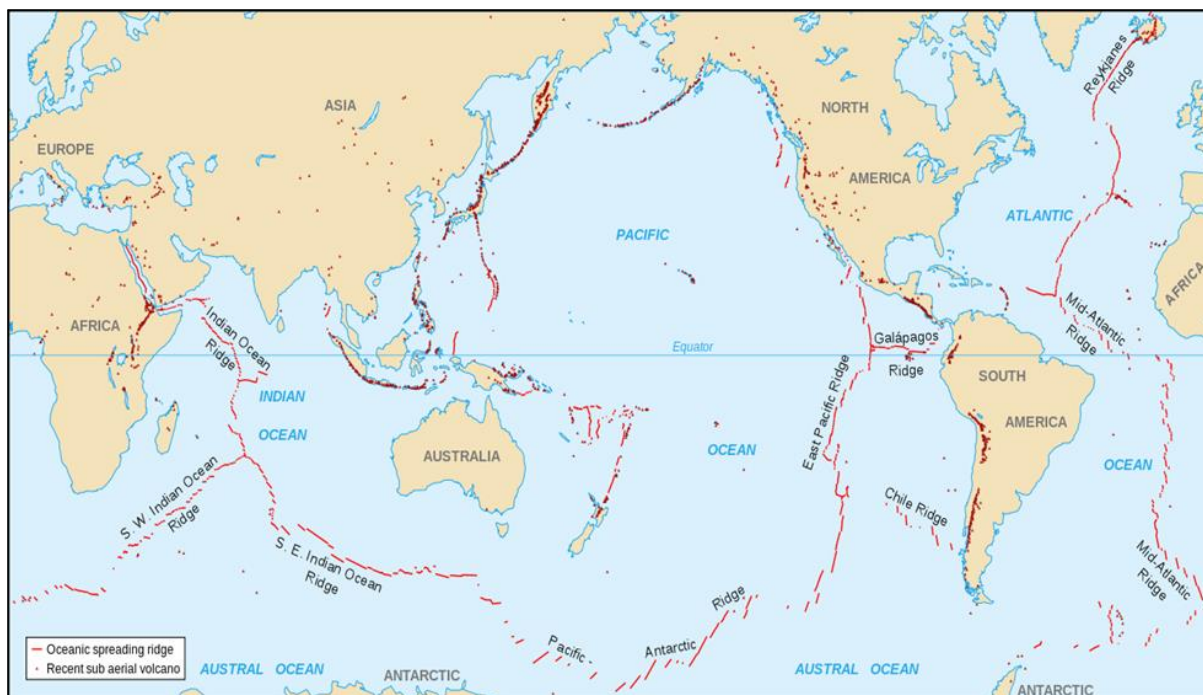 Reykjanes
Ridge
ASIA
NORTH
EUROPE
AMERICA
ATLANTIC
PACIFIC
AFRICA
AFRICA
Indian Ocean
Ridge
Mid-Atlantic
Ridge
Equator
Galápagos
Ridge
INDIAN
OCEAN
SOUTH
AMERICA
East Pacific Ridge
AUSTRALIA
OCEAN
OCEAN
S. W. Indian Ocean
Ridge
Chile Ridge
S. E. Indian Ocean
Ridge
Mid-Atlantic
Ridge
Pacific -
Antarctic
Ridge
Oceanic spreading ridge
Recent sub aerial volcano
AUSTRAL OCEAN
ANTARCTIC
AUSTRAL OCEAN
ANTARCTIC